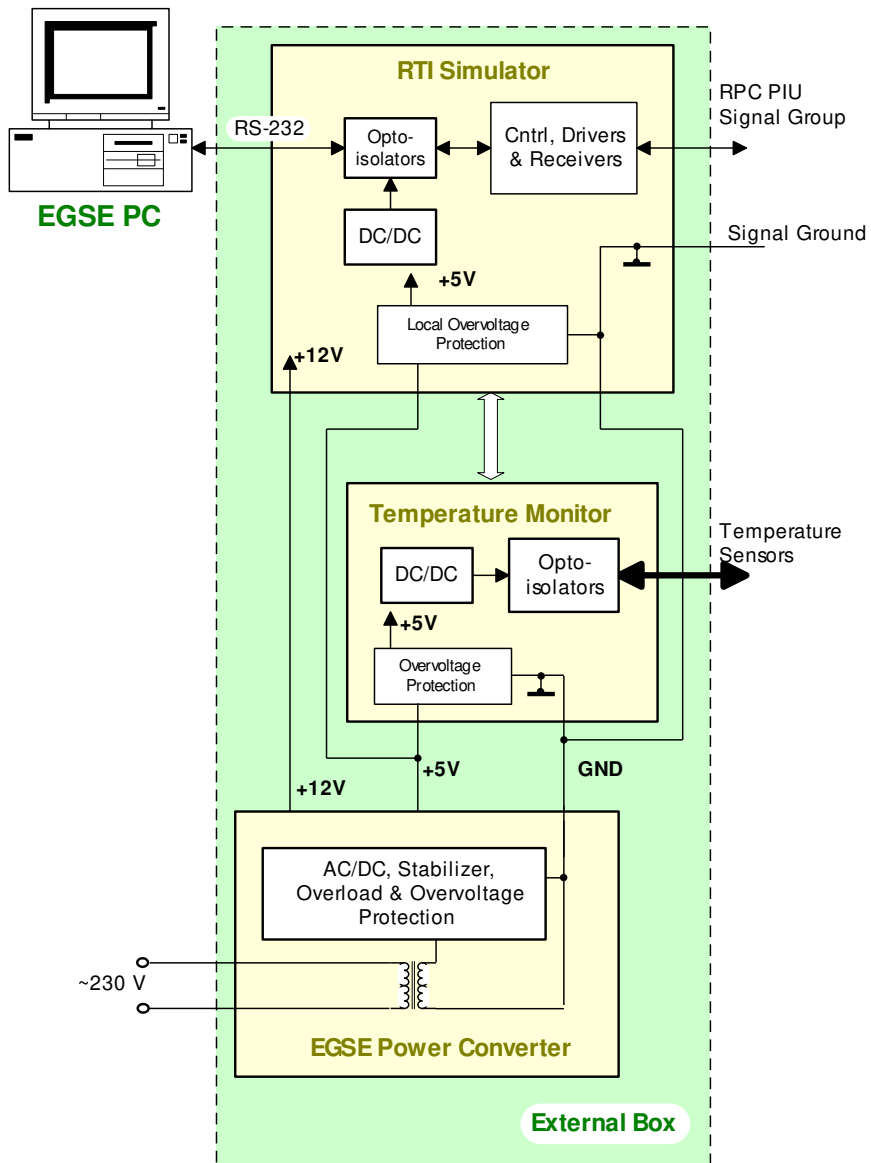 RTI Simulator
RPC PIU
Signal Group
RS-232
Opto-
isolators
Cntrl, Drivers
& Receivers
EGSE PC
DC/DC
Signal Ground
+5V
Local Overvoltage
Protection
+12V
Temperature Monitor
Temperature
Sensors
DC/DC
Opto-
isolators
+5V
Overvoltage
Protection
+5V
GND
+12V
AC/DC, Stabilizer,
Overload & Overvoltage
Protection
~230 V
EGSE Power Converter
External Box